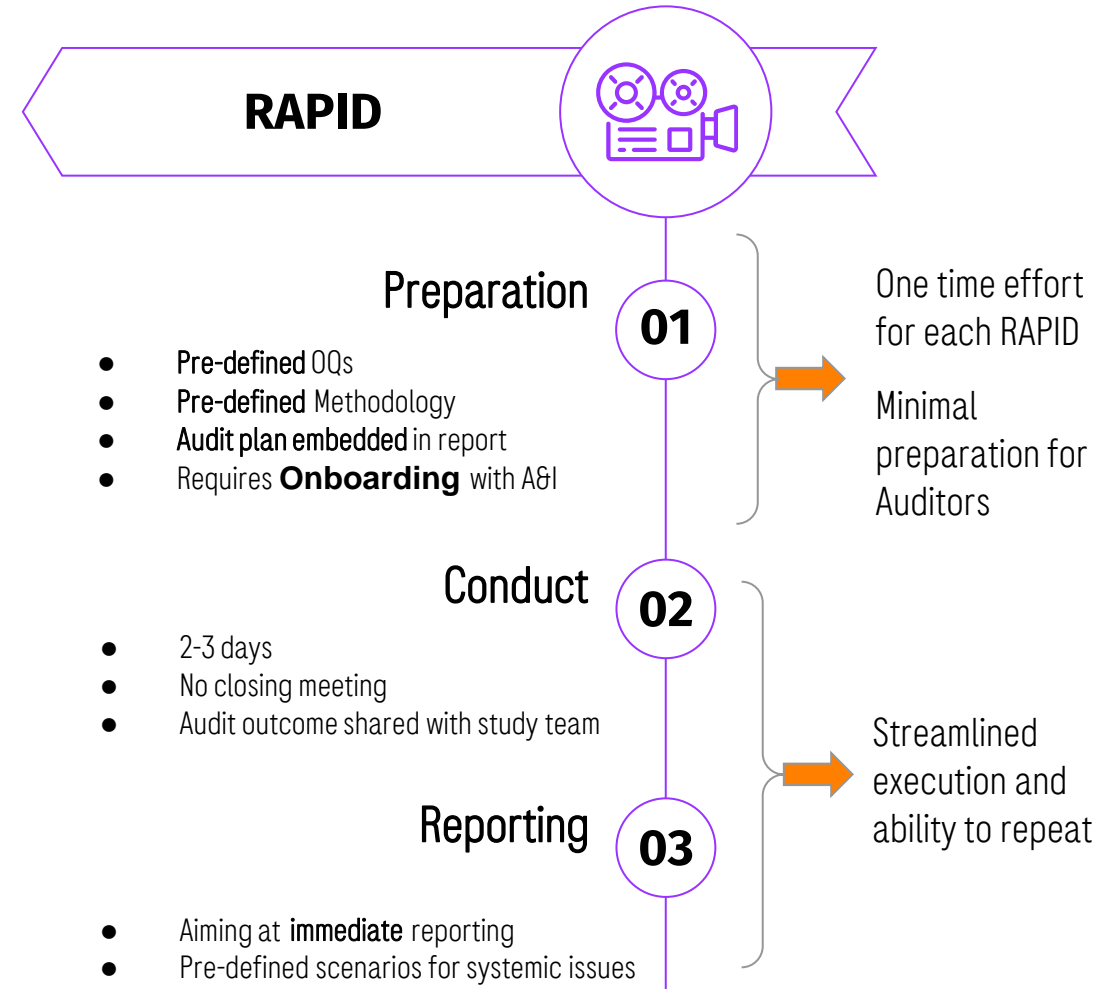 RAPID
Preparation
01
● Pre-defined OQs
● Pre-defined Methodology
● Audit plan embedded in report
● Requires Onboarding with A&I
One time effort
for each RAPID
Minimal
preparation for
Auditors
Conduct
02
● 2-3 days
● No closing meeting
● Audit outcome shared with study team
Reporting
03
● Aiming at immediate reporting
● Pre-defined scenarios for systemic issues
Streamlined
execution and
ability to repeat